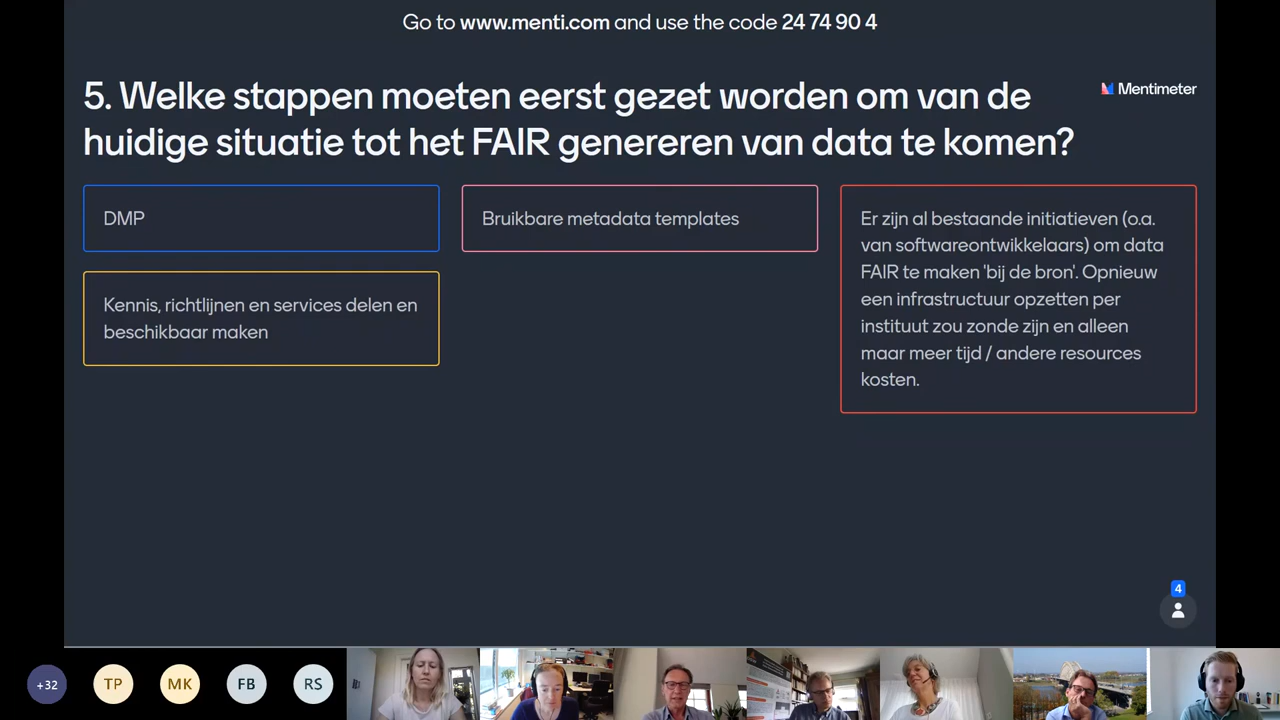 Go to www.menti.com and use the code 24 74 90 4
5. Welke stappen moeten eerst gezet worden om van de
huidige situatie tot het FAIR genereren van data te komen?
Mentimeter
DMP
Kennis, richtlijnen en services delen en
beschikbaar maken
Bruikbare metadata templates
Er zijn al bestaande initiatieven (o.a.
van softwareontwikkelaars) om data
FAIR te maken 'bij de bron'. Opnieuw
een infrastructuur opzetten per
instituut zou zonde zijn en alleen
maar meer tijd / andere resources
kosten.
4
+32
TP
MK
FB
RS